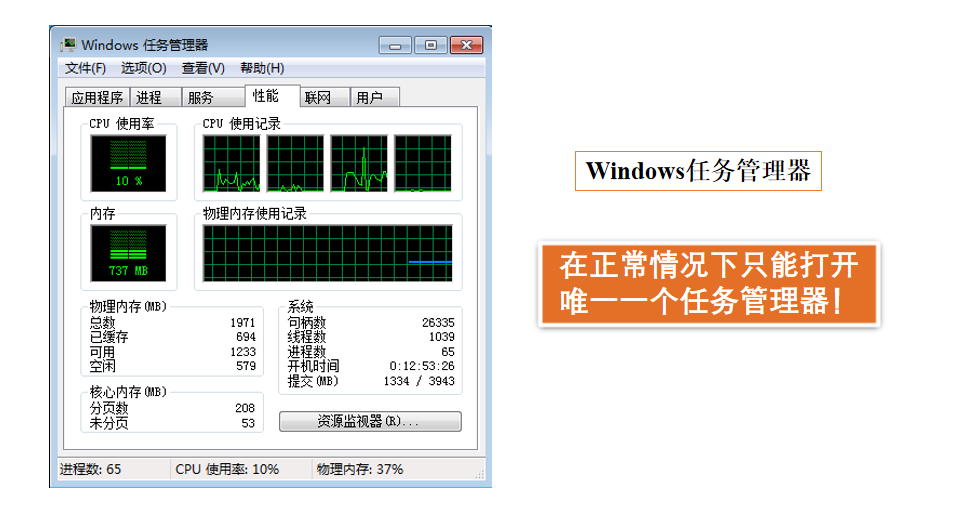 Windows 任务管理器
文件(F) 选项(O) 查看(V) 帮助(H)
应用程序 进程 服务 性能 联网 用户
CPU 使用率 CPU 使用记录
10 %
内存 物理内存使用记录
737 MB
物理内存(MB)
总数 1971
已缓存 694
可用 1233
空闲 579
核心内存(MB)
分页数 208
未分页 53
系统
句柄数 26335
线程数 1039
进程数 65
开机时间 0:12:53:26
提交(MB) 1334 / 3943
资源监视器(R)...
进程数: 65 CPU 使用率: 10% 物理内存: 37%
Windows任务管理器
在正常情况下只能打开
唯一一个任务管理器!